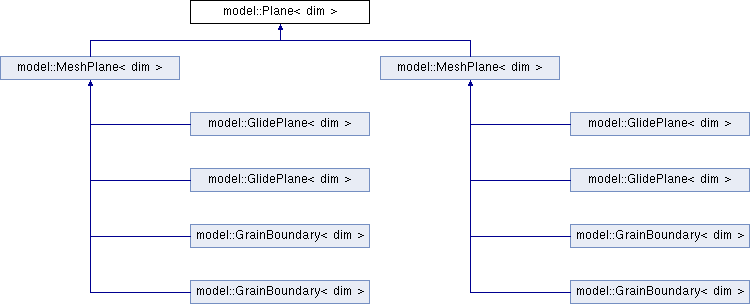 model::Plane< dim >
model::MeshPlane< dim > model::MeshPlane< dim >
model::GlidePlane< dim > model::GlidePlane< dim >
model::GlidePlane< dim > model::GlidePlane< dim >
model::GrainBoundary< dim > model::GrainBoundary< dim >
model::GrainBoundary< dim > model::GrainBoundary< dim >